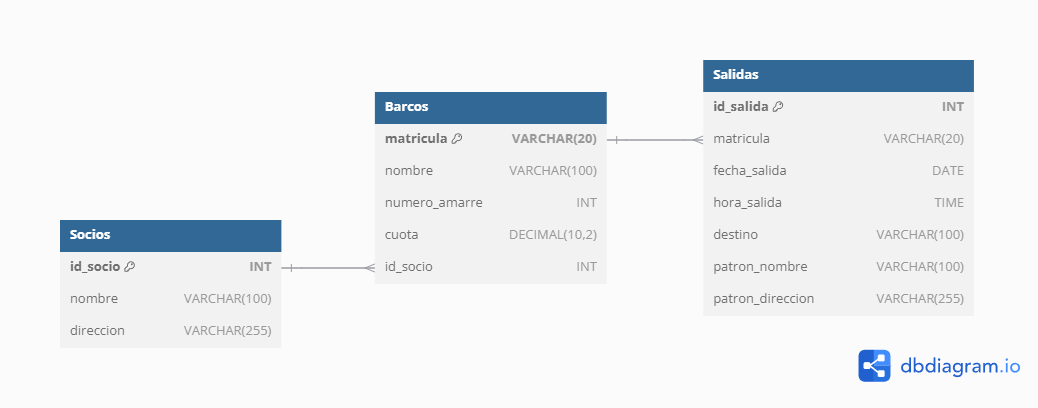 Socios
id_socio INT
nombre VARCHAR(100)
direccion VARCHAR(255)
Barcos
matricula VARCHAR(20)
nombre VARCHAR(100)
numero_amarre INT
cuota DECIMAL(10,2)
id_socio INT
Salidas
id_salida INT
matricula VARCHAR(20)
fecha_salida DATE
hora_salida TIME
destino VARCHAR(100)
patron_nombre VARCHAR(100)
patron_direccion VARCHAR(255)
dbdiagram.io